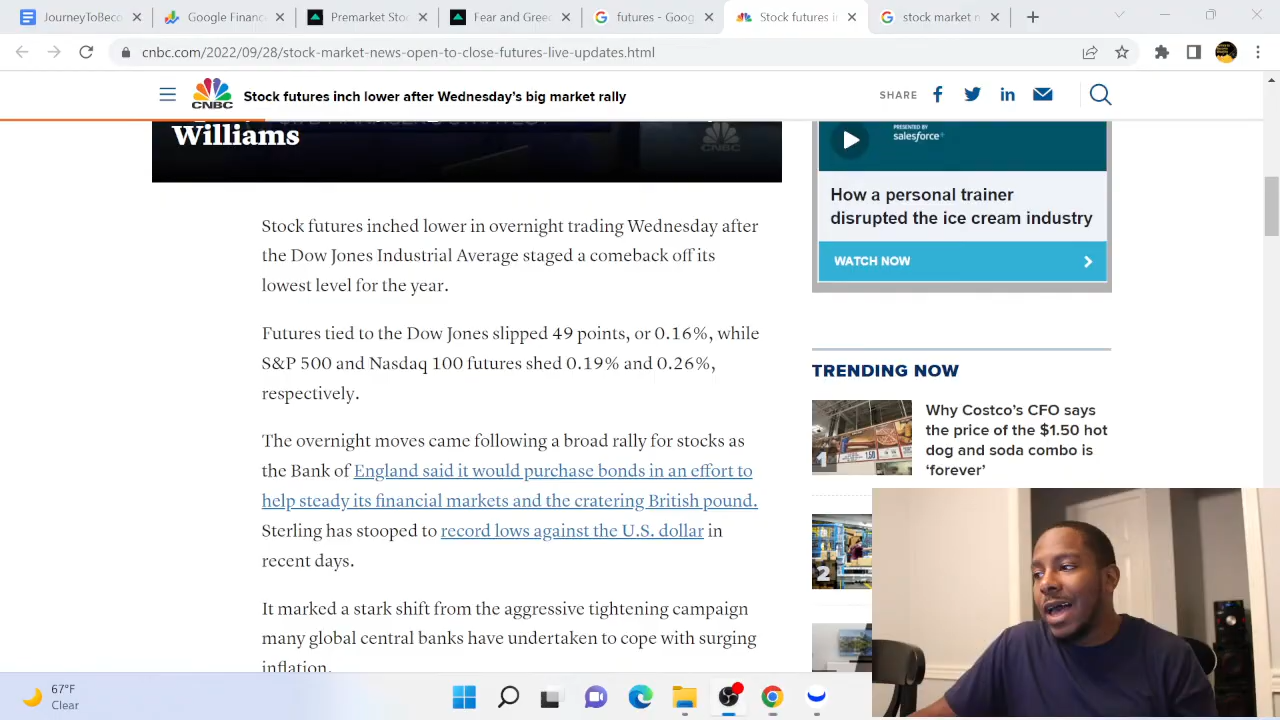 JourneyToBeco
Google Financ
Premarket Sto
Fear and Gree
futures - Goog
Stock futures i
stock market n
cnbc.com/2022/09/28/stock-market-news-open-to-close-futures-live-updates.html
CNBC
Stock futures inch lower after Wednesday's big market rally
SHARE
Williams
PRESENTED BY
salesforce
How a personal trainer
disrupted the ice cream industry
WATCH NOW
Stock futures inched lower in overnight trading Wednesday after
the Dow Jones Industrial Average staged a comeback off its
lowest level for the year.
Futures tied to the Dow Jones slipped 49 points, or 0.16%, while
S&P 500 and Nasdaq 100 futures shed 0.19% and 0.26%,
respectively.
The overnight moves came following a broad rally for stocks as
the Bank of England said it would purchase bonds in an effort to
help steady its financial markets and the cratering British pound.
Sterling has stooped to record lows against the U.S. dollar in
recent days.
It marked a stark shift from the aggressive tightening campaign
many global central banks have undertaken to cope with surging
inflation.
TRENDING NOW
1
Why Costco's CFO says
the price of the $1.50 hot
dog and soda combo is
'forever'
2
67°F
Clear